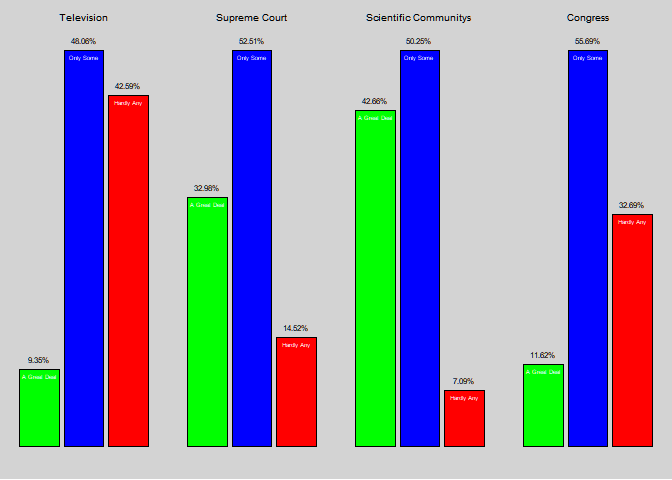 Television
48.06%
Only Some
42.59%
Hardly Any
9.35%
A Great Deal
Supreme Court
52.51%
Only Some
32.98%
A Great Deal
14.52%
Hardly Any
Scientific Communitys
50.25%
Only Some
42.66%
A Great Deal
7.09%
Hardly Any
Congress
55.69%
Only Some
32.69%
Hardly Any
11.62%
A Great Deal